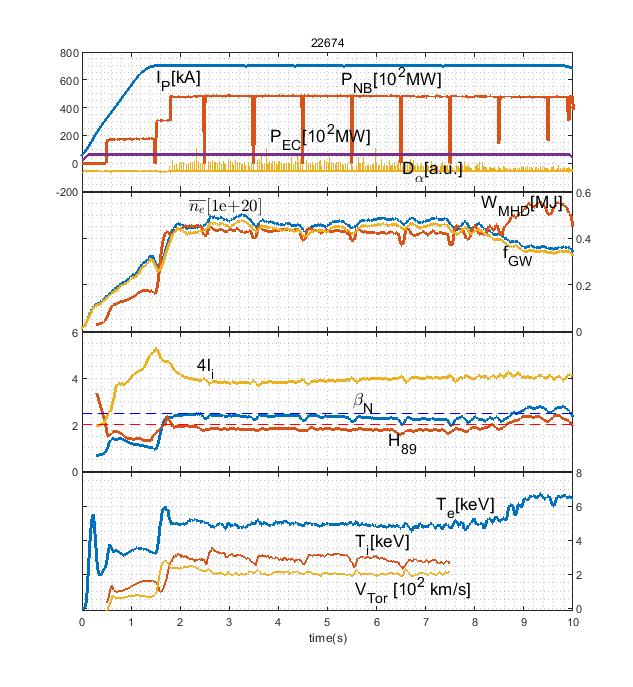 22674
800
600
400
200
0
-200
I_P[kA]
P_NB[10^2MW]
P_EC[10^2MW]
D_α[a.u.]
n̅_e[1e+20]
W_MHD[MJ]
f_GW
0.6
0.4
0.2
0
6
4
2
0
4l_i
β_N
H_89
8
6
4
2
0
T_e[keV]
T_i[keV]
V_Tor [10^2 km/s]
0 1 2 3 4 5 6 7 8 9 10
time(s)